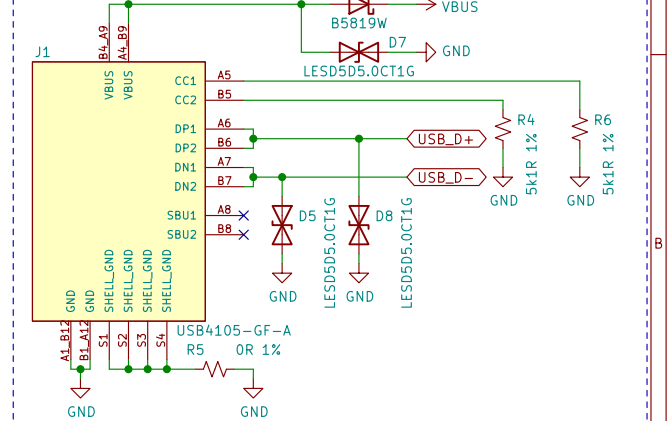 VBUS
B5819W
D7
GND
LESD5D5.0CT1G
J1
B4_A9
A4_B9
VBUS
VBUS
CC1
A5
CC2
B5
DP1
A6
DP2
B6
DN1
A7
DN2
B7
SBU1
A8
SBU2
B8
USB_D+
USB_D-
R4
5k1R 1%
GND
R6
5k1R 1%
GND
D5
LESD5D5.0CT1G
GND
D8
LESD5D5.0CT1G
GND
B
GND
GND
SHELL_GND
SHELL_GND
SHELL_GND
SHELL_GND
A1_B12
B1_A12
S1
S2
S3
S4
USB4105-GF-A
R5
0R 1%
GND
GND